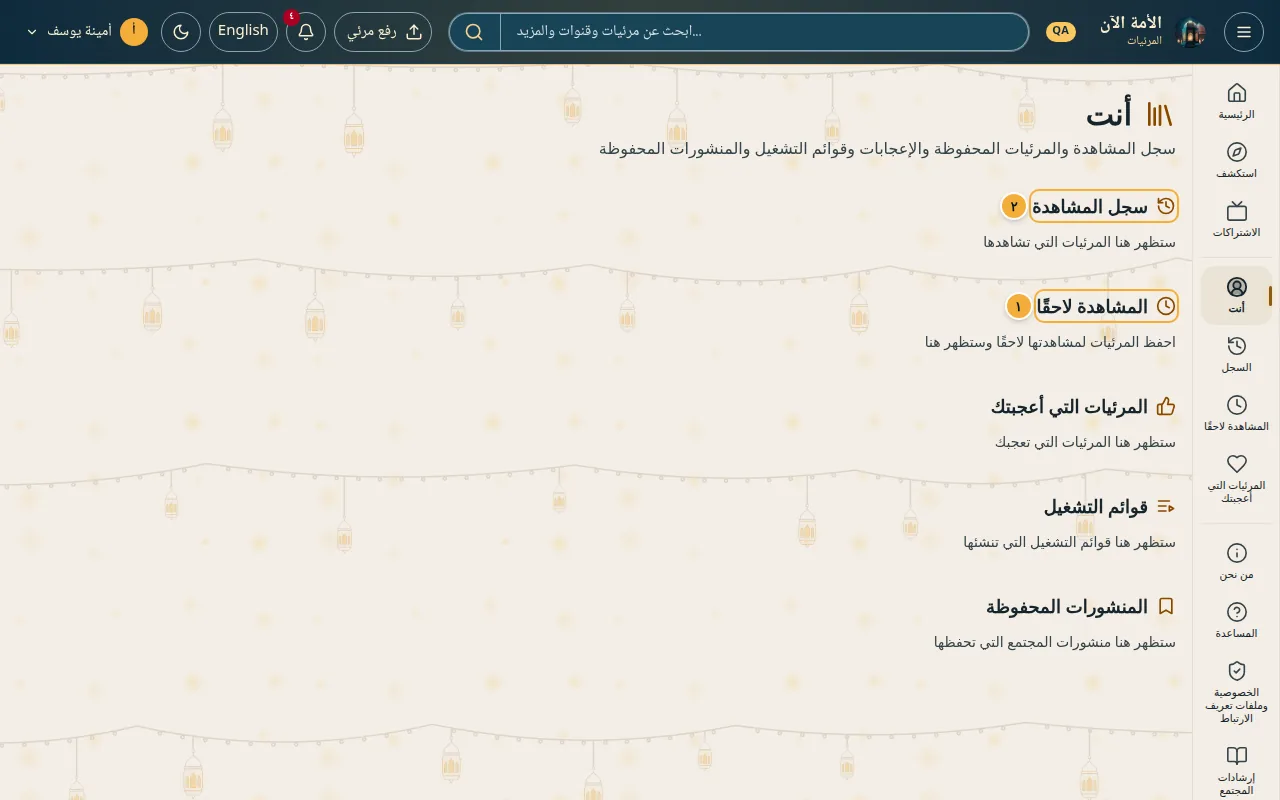 الأمة الآن
المرئيات
QA
ابحث عن مرئيات وقنوات والمزيد...
رفع مرئي
٤
English
أ
أمينة يوسف
الرئيسية
استكشف
الاشتراكات
أنت
السجل
المشاهدة لاحقًا
المرئيات التي
أعجبتك
من نحن
المساعدة
الخصوصية
وملفات تعريف
الارتباط
إرشادات
المجتمع
أنت
سجل المشاهدة والمرئيات المحفوظة والإعجابات وقوائم التشغيل والمنشورات المحفوظة
سجل المشاهدة ٢
ستظهر هنا المرئيات التي تشاهدها
المشاهدة لاحقًا ١
احفظ المرئيات لمشاهدتها لاحقًا وستظهر هنا
المرئيات التي أعجبتك
ستظهر هنا المرئيات التي تعجبك
قوائم التشغيل
ستظهر هنا قوائم التشغيل التي تنشئها
المنشورات المحفوظة
ستظهر هنا منشورات المجتمع التي تحفظها